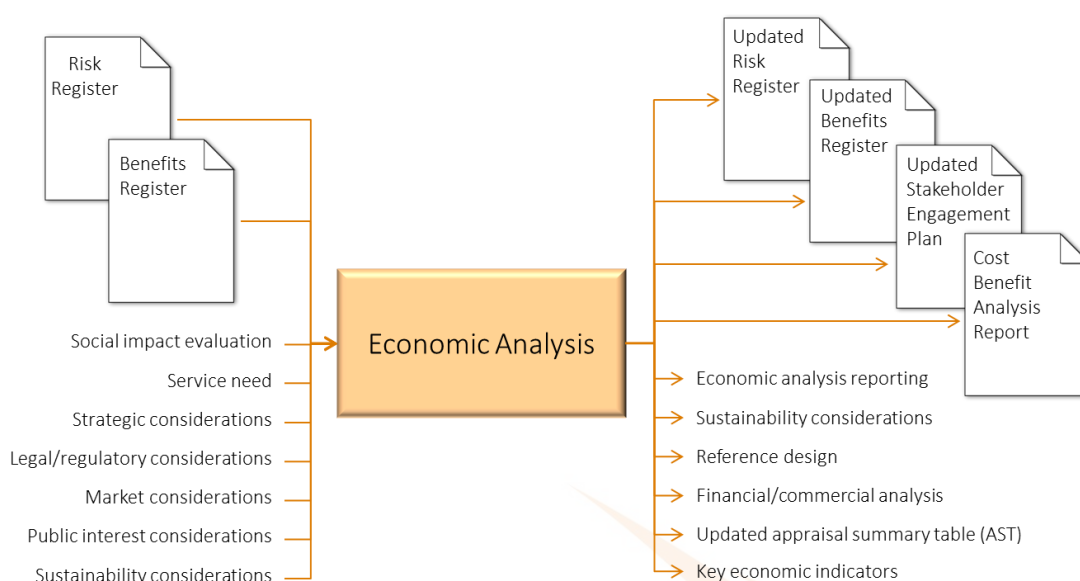 Risk
Register
Benefits
Register
Social impact evaluation
Service need
Strategic considerations
Legal/regulatory considerations
Market considerations
Public interest considerations
Sustainability considerations
Economic Analysis
Updated
Risk
Register
Updated
Benefits
Register
Updated
Stakeholder
Engagement
Plan
Cost
Benefit
Analysis
Report
Economic analysis reporting
Sustainability considerations
Reference design
Financial/commercial analysis
Updated appraisal summary table (AST)
Key economic indicators